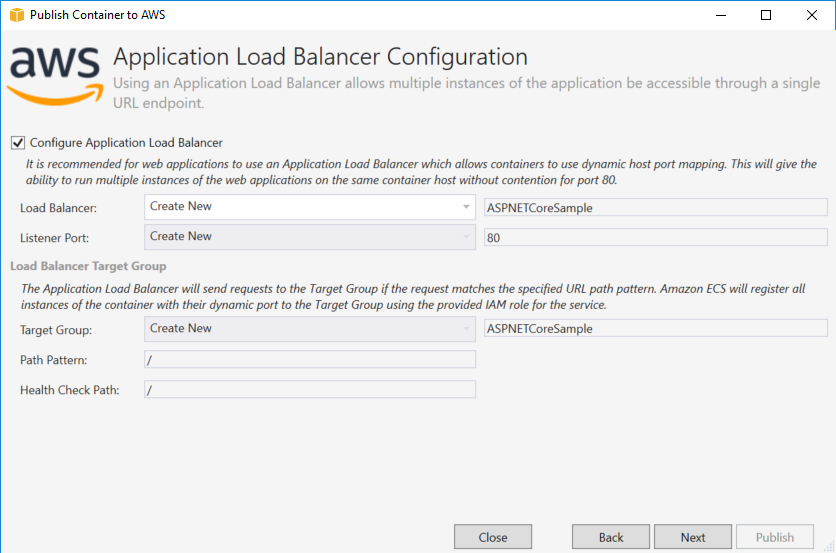 Publish Container to AWS
aws
Application Load Balancer Configuration
Using an Application Load Balancer allows multiple instances of the application be accessible through a single
URL endpoint.
Configure Application Load Balancer
It is recommended for web applications to use an Application Load Balancer which allows containers to use dynamic host port mapping. This will give the
ability to run multiple instances of the web applications on the same container host without contention for port 80.
Load Balancer: Create New ASPNETCoreSample
Listener Port: Create New 80
Load Balancer Target Group
The Application Load Balancer will send requests to the Target Group if the request matches the specified URL path pattern. Amazon ECS will register all
instances of the container with their dynamic port to the Target Group using the provided IAM role for the service.
Target Group: Create New ASPNETCoreSample
Path Pattern: /
Health Check Path: /
Close Back Next Publish